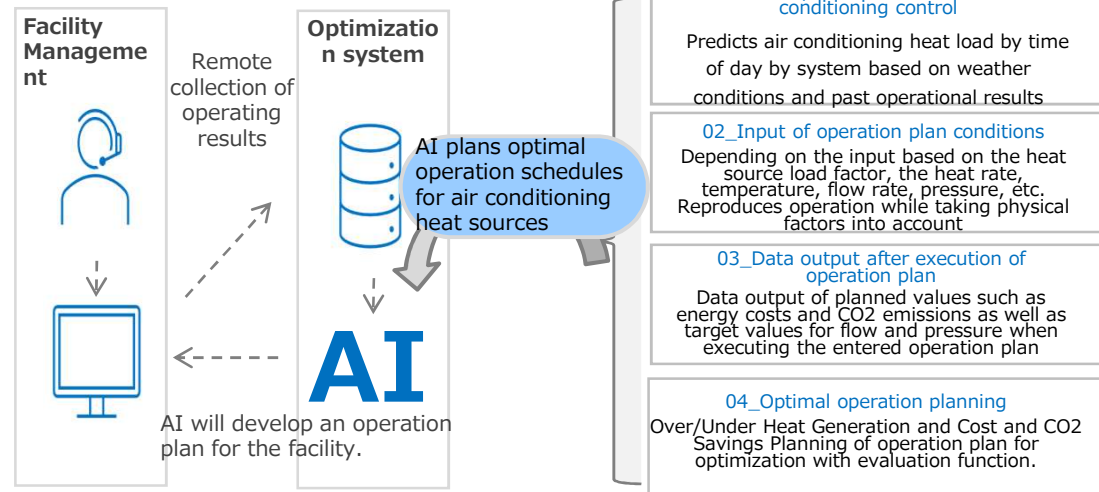 Facility
Manageme
nt
Remote
collection of
operating
results
Optimizatio
n system
AI plans optimal
operation schedules
for air conditioning
heat sources
AI
AI will develop an operation
plan for the facility.
conditioning control
Predicts air conditioning heat load by time
of day by system based on weather
conditions and past operational results
02_Input of operation plan conditions
Depending on the input based on the heat
source load factor, the heat rate,
temperature, flow rate, pressure, etc.
Reproduces operation while taking physical
factors into account
03_Data output after execution of
operation plan
Data output of planned values such as
energy costs and CO2 emissions as well as
target values for flow and pressure when
executing the entered operation plan
04_Optimal operation planning
Over/Under Heat Generation and Cost and CO2
Savings Planning of operation plan for
optimization with evaluation function.